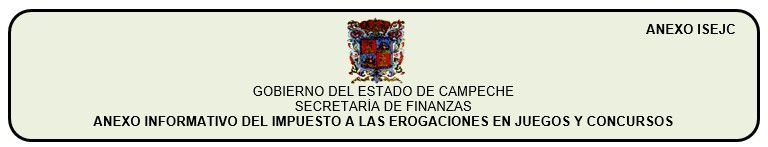 ANEXO ISEJC
GOBIERNO DEL ESTADO DE CAMPECHE
SECRETARÍA DE FINANZAS
ANEXO INFORMATIVO DEL IMPUESTO A LAS EROGACIONES EN JUEGOS Y CONCURSOS